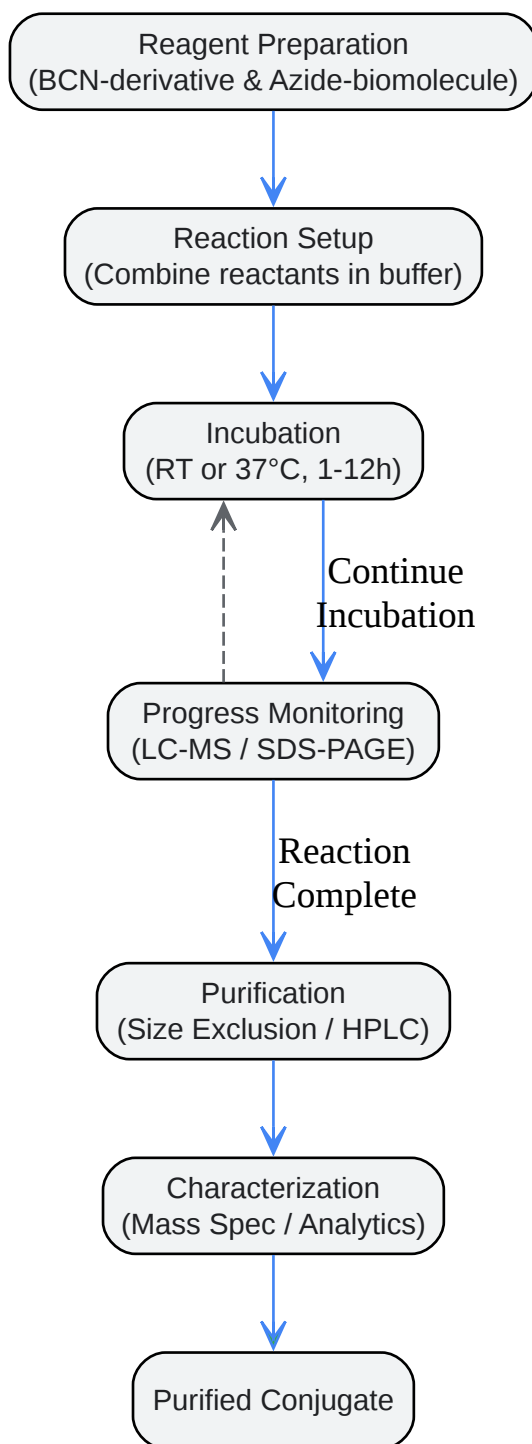 Reagent Preparation
(BCN-derivative & Azide-biomolecule)
Reaction Setup
(Combine reactants in buffer)
Incubation
(RT or 37°C, 1-12h)
Continue
Incubation
Progress Monitoring
(LC-MS / SDS-PAGE)
Reaction
Complete
Purification
(Size Exclusion / HPLC)
Characterization
(Mass Spec / Analytics)
Purified Conjugate